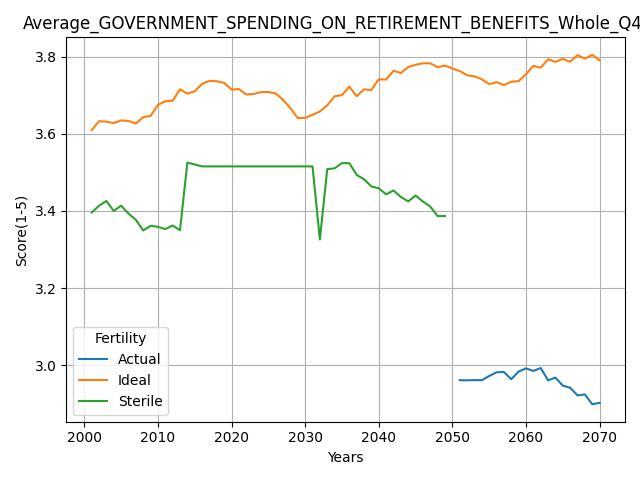 Average_GOVERNMENT_SPENDING_ON_RETIREMENT_BENEFITS_Whole_Q4
3.8
3.6
3.4
3.2
3.0
Score(1-5)
Fertility
Actual
Ideal
Sterile
2000 2010 2020 2030 2040 2050 2060 2070
Years